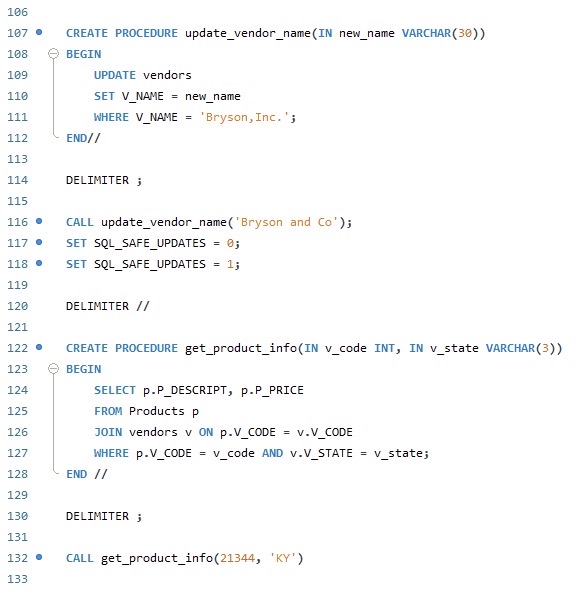 106
107 CREATE PROCEDURE update_vendor_name(IN new_name VARCHAR(30))
108 BEGIN
109 UPDATE vendors
110 SET V_NAME = new_name
111 WHERE V_NAME = 'Bryson,Inc.';
112 END//
113
114 DELIMITER ;
115
116 CALL update_vendor_name('Bryson and Co');
117 SET SQL_SAFE_UPDATES = 0;
118 SET SQL_SAFE_UPDATES = 1;
119
120 DELIMITER //
121
122 CREATE PROCEDURE get_product_info(IN v_code INT, IN v_state VARCHAR(3))
123 BEGIN
124 SELECT p.P_DESCRIPT, p.P_PRICE
125 FROM Products p
126 JOIN vendors v ON p.V_CODE = v.V_CODE
127 WHERE p.V_CODE = v_code AND v.V_STATE = v_state;
128 END //
129
130 DELIMITER ;
131
132 CALL get_product_info(21344, 'KY')
133